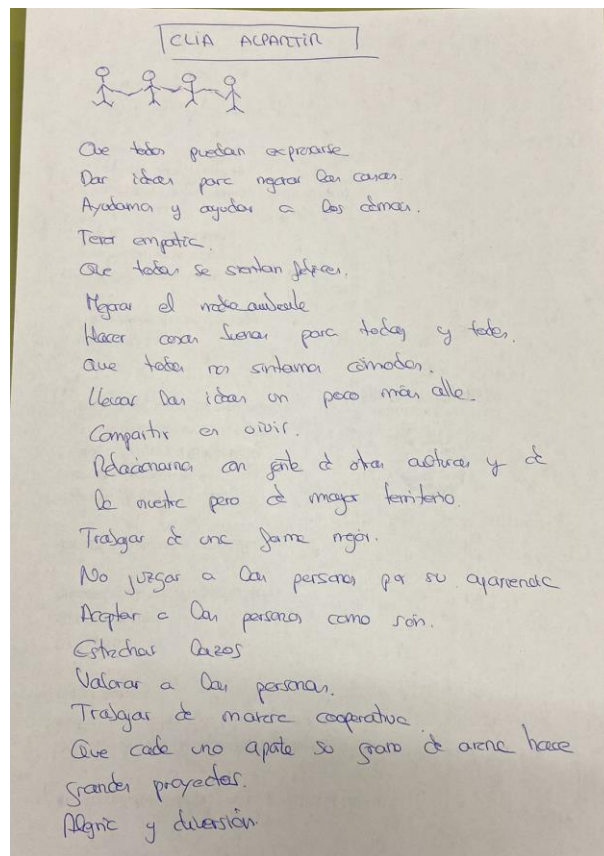 CLIA ALPARTIR
Que todos puedan expresarse
Dar ideas para mejorar las cosas.
Ayudarnos y ayudar a los demás.
Tener empatía.
Que todos se sientan felices.
Mejorar el medio ambiente
Hacer cosas buenas para todas y todos.
Que todos nos sintamos cómodos.
Llevar las ideas un poco más allá.
Compartir es vivir.
Relacionarnos con gente de otras culturas y de
la nuestra pero de mayor territorio.
Trabajar de una forma mejor.
No juzgar a las personas por su apariencia
Aceptar a las personas como son.
Estrechar lazos
Valorar a las personas.
Trabajar de manera cooperativa.
Que cada uno aporte su grano de arena hace
grandes proyectos.
Alegría y diversión.